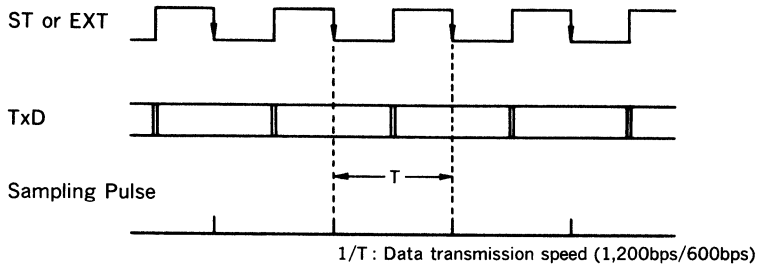 ST or EXT
TxD
T
Sampling Pulse
1/T : Data transmission speed (1,200bps/600bps)